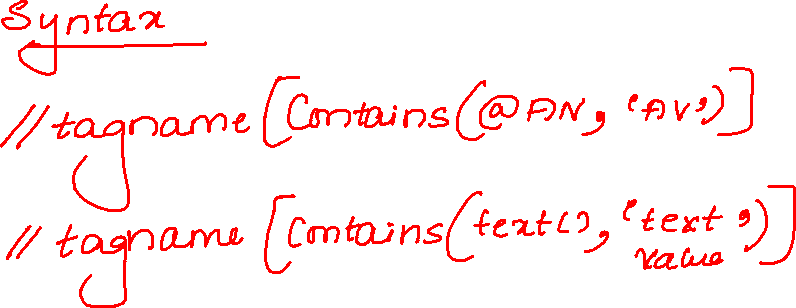 Syntax
//tagname[Contains(@AN, 'AV')]
//tagname[Contains(text(), 'text value')]